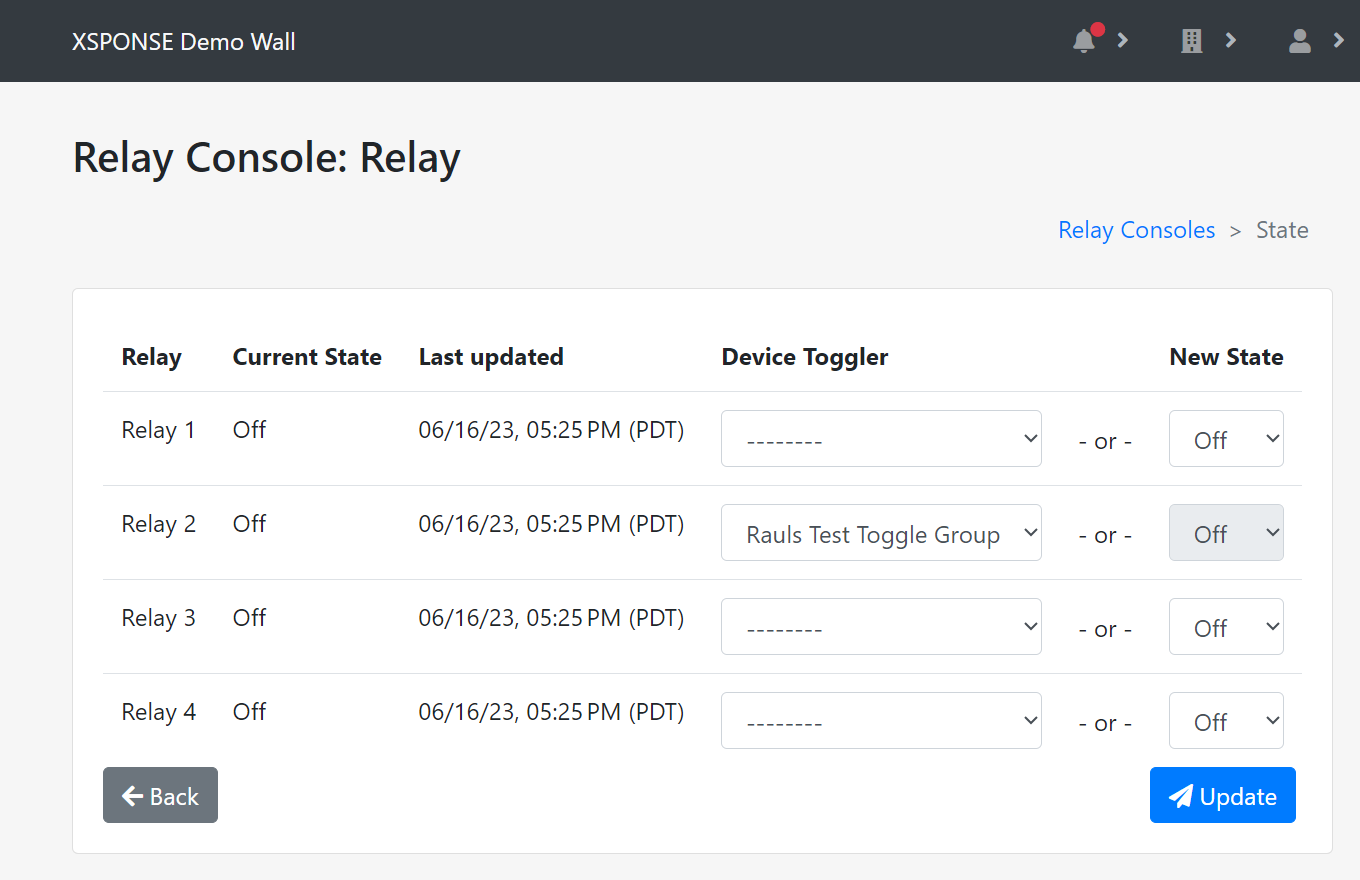 XSPONSE Demo Wall
Relay Console: Relay
Relay Consoles > State
Relay Current State Last updated Device Toggler New State
Relay 1 Off 06/16/23, 05:25 PM (PDT) -------- - or - Off
Relay 2 Off 06/16/23, 05:25 PM (PDT) Rauls Test Toggle Group - or - Off
Relay 3 Off 06/16/23, 05:25 PM (PDT) -------- - or - Off
Relay 4 Off 06/16/23, 05:25 PM (PDT) -------- - or - Off
Back Update